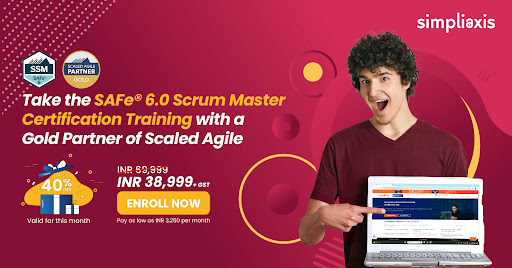 simpliaxis
SSM
SAFe
SCALED AGILE
PARTNER
GOLD
Take the SAFe® 6.0 Scrum Master
Certification Training with a
Gold Partner of Scaled Agile
40%
Valid for this month
INR 59,999
INR 38,999+ GST
ENROLL NOW
Pay as low as INR 3,250 per month